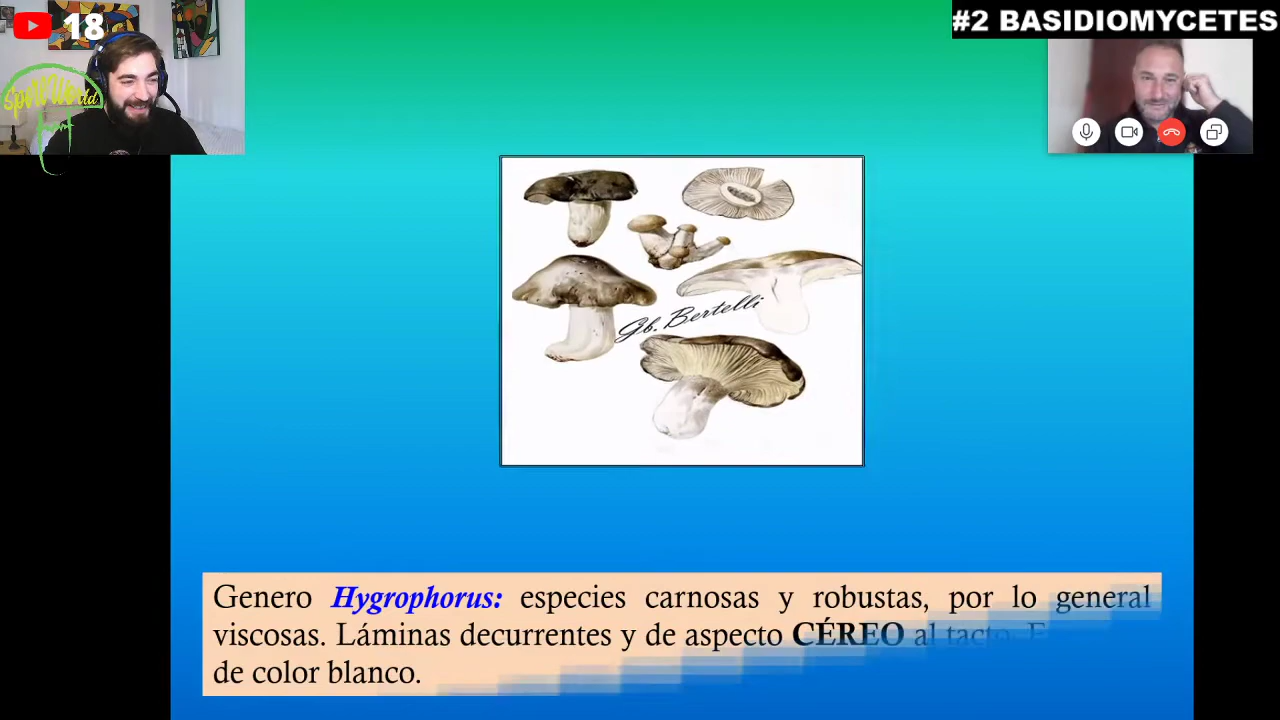 18
#2 BASIDIOMYCETES
SporeWorld
Gb. Bertelli
Genero Hygrophorus: especies carnosas y robustas, por lo general
viscosas. Láminas decurrentes y de aspecto CÉREO al tacto. E
de color blanco.